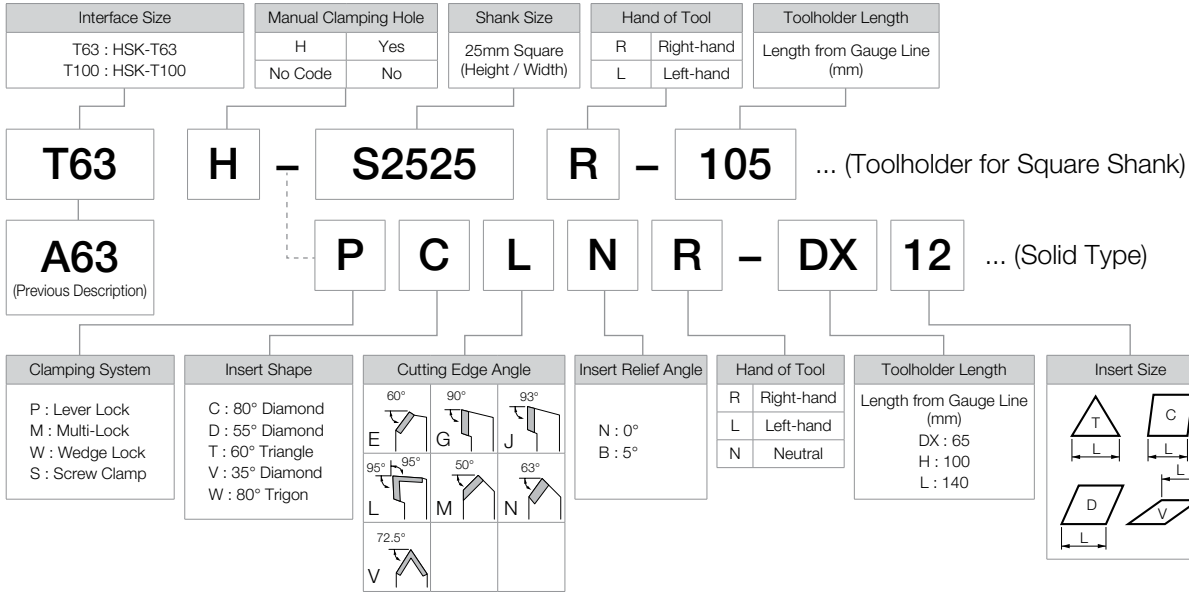 Interface Size
T63 : HSK-T63
T100 : HSK-T100
Manual Clamping Hole
H Yes
No Code No
Shank Size
25mm Square
(Height / Width)
Hand of Tool
R Right-hand
L Left-hand
Toolholder Length
Length from Gauge Line
(mm)
T63 H – S2525 R – 105 ... (Toolholder for Square Shank)
A63
(Previous Description)
P C L N R – DX 12 ... (Solid Type)
Clamping System
P : Lever Lock
M : Multi-Lock
W : Wedge Lock
S : Screw Clamp
Insert Shape
C : 80° Diamond
D : 55° Diamond
T : 60° Triangle
V : 35° Diamond
W : 80° Trigon
Cutting Edge Angle
60° 90° 93°
E G J
95° 95° 50° 63°
L M N
72.5°
V
Insert Relief Angle
N : 0°
B : 5°
Hand of Tool
R Right-hand
L Left-hand
N Neutral
Toolholder Length
Length from Gauge Line
(mm)
DX : 65
H : 100
L : 140
Insert Size
T C
L L
L
D V
L